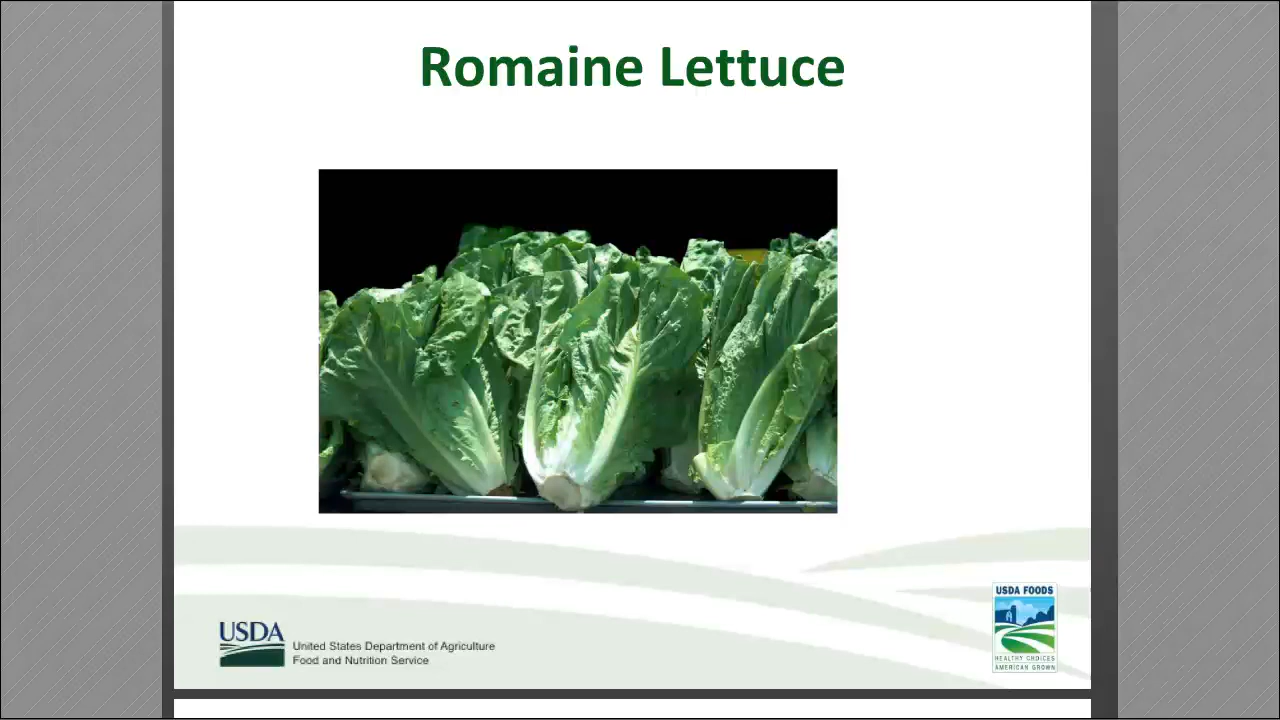 Romaine Lettuce
USDA
United States Department of Agriculture
Food and Nutrition Service
USDA FOODS
HEALTHY CHOICES
AMERICAN GROWN